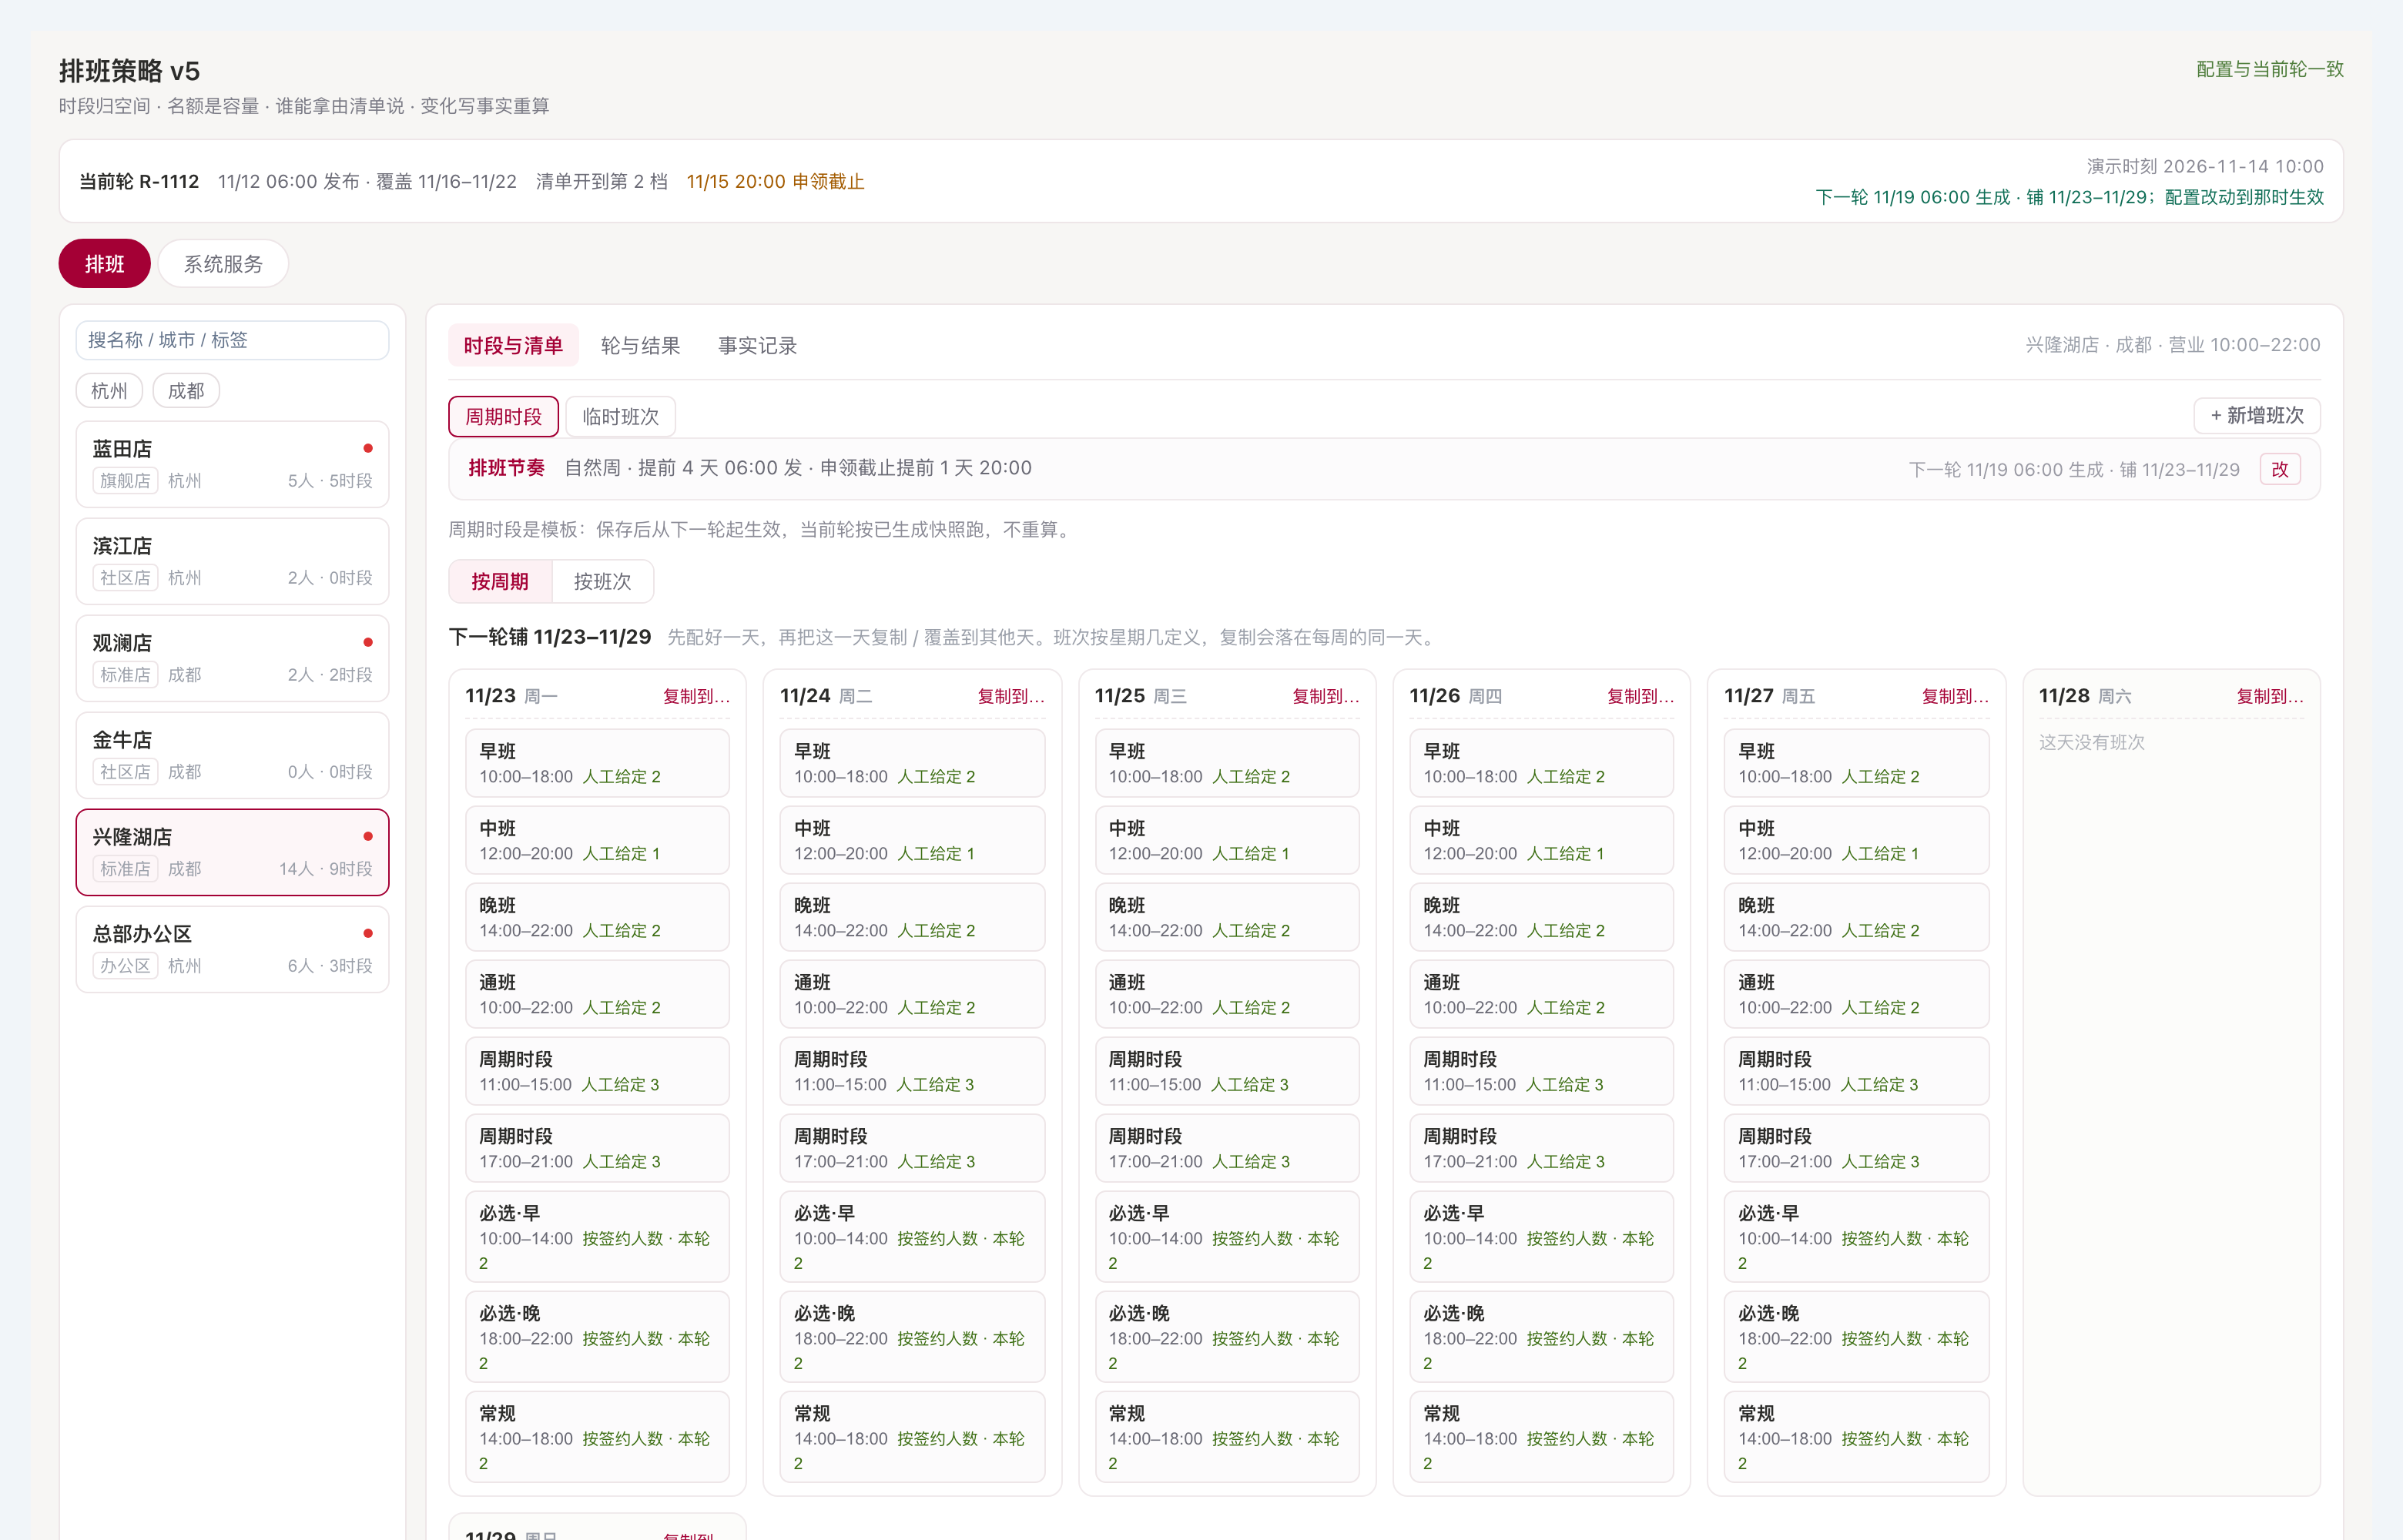 排班策略 v5
配置与当前轮一致
时段归空间 · 名额是容量 · 谁能拿由清单说 · 变化写事实重算
当前轮 R-1112 11/12 06:00 发布 · 覆盖 11/16–11/22 清单开到第 2 档 11/15 20:00 申领截止
演示时刻 2026-11-14 10:00
下一轮 11/19 06:00 生成 · 铺 11/23–11/29；配置改动到那时生效
排班 系统服务
搜名称 / 城市 / 标签
杭州 成都
蓝田店
旗舰店 杭州 5人 · 5时段
滨江店
社区店 杭州 2人 · 0时段
观澜店
标准店 成都 2人 · 2时段
金牛店
社区店 成都 0人 · 0时段
兴隆湖店
标准店 成都 14人 · 9时段
总部办公区
办公区 杭州 6人 · 3时段
时段与清单 轮与结果 事实记录 兴隆湖店 · 成都 · 营业 10:00–22:00
周期时段 临时班次 + 新增班次
排班节奏 自然周 · 提前 4 天 06:00 发 · 申领截止提前 1 天 20:00 下一轮 11/19 06:00 生成 · 铺 11/23–11/29 改
周期时段是模板：保存后从下一轮起生效，当前轮按已生成快照跑，不重算。
按周期 按班次
下一轮铺 11/23–11/29 先配好一天，再把这一天复制 / 覆盖到其他天。班次按星期几定义，复制会落在每周的同一天。
11/23 周一 复制到…
早班
10:00–18:00 人工给定 2
中班
12:00–20:00 人工给定 1
晚班
14:00–22:00 人工给定 2
通班
10:00–22:00 人工给定 2
周期时段
11:00–15:00 人工给定 3
周期时段
17:00–21:00 人工给定 3
必选·早
10:00–14:00 按签约人数 · 本轮
2
必选·晚
18:00–22:00 按签约人数 · 本轮
2
常规
14:00–18:00 按签约人数 · 本轮
2
11/24 周二 复制到…
早班
10:00–18:00 人工给定 2
中班
12:00–20:00 人工给定 1
晚班
14:00–22:00 人工给定 2
通班
10:00–22:00 人工给定 2
周期时段
11:00–15:00 人工给定 3
周期时段
17:00–21:00 人工给定 3
必选·早
10:00–14:00 按签约人数 · 本轮
2
必选·晚
18:00–22:00 按签约人数 · 本轮
2
常规
14:00–18:00 按签约人数 · 本轮
2
11/25 周三 复制到…
早班
10:00–18:00 人工给定 2
中班
12:00–20:00 人工给定 1
晚班
14:00–22:00 人工给定 2
通班
10:00–22:00 人工给定 2
周期时段
11:00–15:00 人工给定 3
周期时段
17:00–21:00 人工给定 3
必选·早
10:00–14:00 按签约人数 · 本轮
2
必选·晚
18:00–22:00 按签约人数 · 本轮
2
常规
14:00–18:00 按签约人数 · 本轮
2
11/26 周四 复制到…
早班
10:00–18:00 人工给定 2
中班
12:00–20:00 人工给定 1
晚班
14:00–22:00 人工给定 2
通班
10:00–22:00 人工给定 2
周期时段
11:00–15:00 人工给定 3
周期时段
17:00–21:00 人工给定 3
必选·早
10:00–14:00 按签约人数 · 本轮
2
必选·晚
18:00–22:00 按签约人数 · 本轮
2
常规
14:00–18:00 按签约人数 · 本轮
2
11/27 周五 复制到…
早班
10:00–18:00 人工给定 2
中班
12:00–20:00 人工给定 1
晚班
14:00–22:00 人工给定 2
通班
10:00–22:00 人工给定 2
周期时段
11:00–15:00 人工给定 3
周期时段
17:00–21:00 人工给定 3
必选·早
10:00–14:00 按签约人数 · 本轮
2
必选·晚
18:00–22:00 按签约人数 · 本轮
2
常规
14:00–18:00 按签约人数 · 本轮
2
11/28 周六 复制到…
这天没有班次
11/29 周日 复制到…